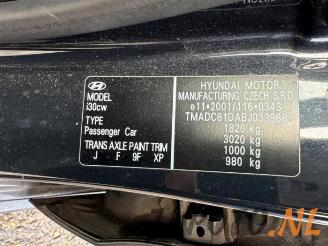 HYUNDAI MOTOR
MANUFACTURING CZECH S.R.O
e11*2001/116*0343
TMADC81DABJ033968
1820 kg
3020 kg
1000 kg
980 kg
MODEL
i30cw
TYPE
Passenger Car
TRANS AXLE PAINT TRIM
J F 9F XP
.NL